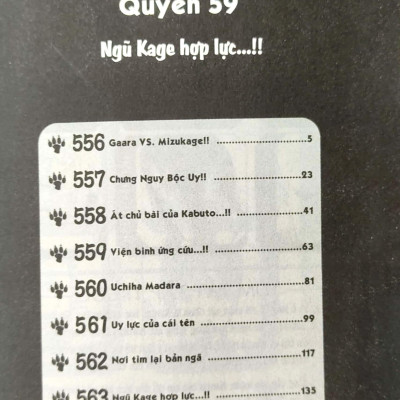 Quyển 59
Ngũ Kage hợp lực...!!
556 Gaara VS. Mizukage!! ..................5
557 Chưng Nguy Bộc Uy!! ..................23
558 Át chủ bài của Kabuto...!! ..................41
559 Viện binh ứng cứu...!! ..................63
560 Uchiha Madara ..................81
561 Uy lực của cái tên ..................99
562 Nơi tìm lại bản ngã ..................117
563 Ngũ Kage hợp lực...!! ..................135